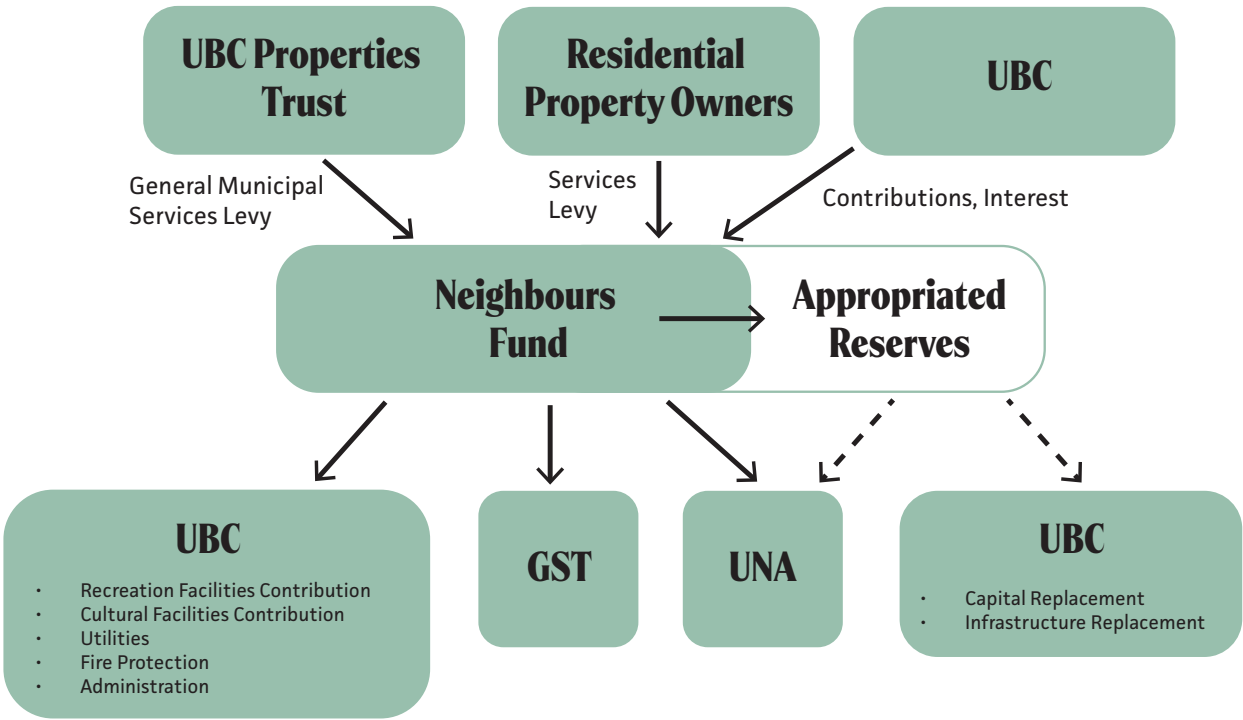 UBC Properties
Trust
Residential
Property Owners
UBC
General Municipal
Services Levy
Services
Levy
Contributions, Interest
Neighbours
Fund
Appropriated
Reserves
UBC
· Recreation Facilities Contribution
· Cultural Facilities Contribution
· Utilities
· Fire Protection
· Administration
GST
UNA
UBC
· Capital Replacement
· Infrastructure Replacement